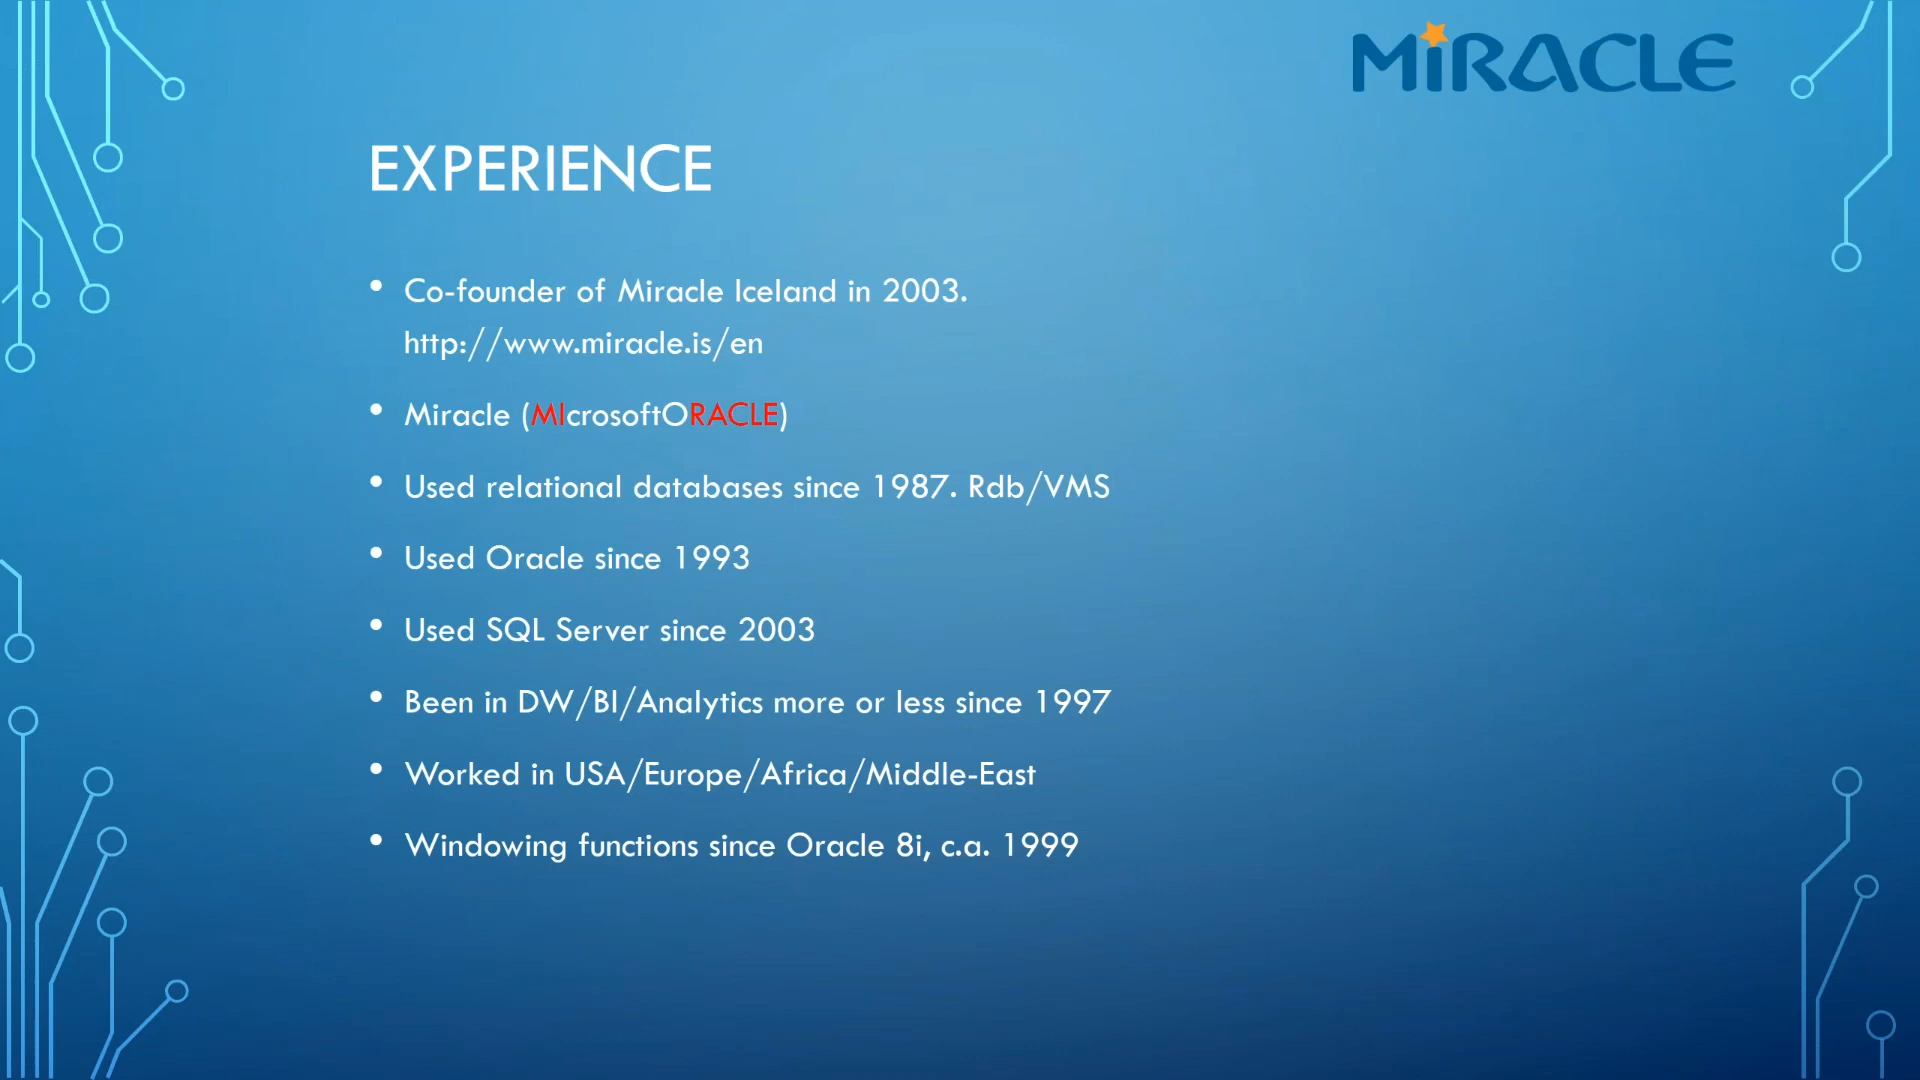 MiRACLE
EXPERIENCE
• Co-founder of Miracle Iceland in 2003.
http://www.miracle.is/en
• Miracle (MIcrosoftORACLE)
• Used relational databases since 1987. Rdb/VMS
• Used Oracle since 1993
• Used SQL Server since 2003
• Been in DW/BI/Analytics more or less since 1997
• Worked in USA/Europe/Africa/Middle-East
• Windowing functions since Oracle 8i, c.a. 1999